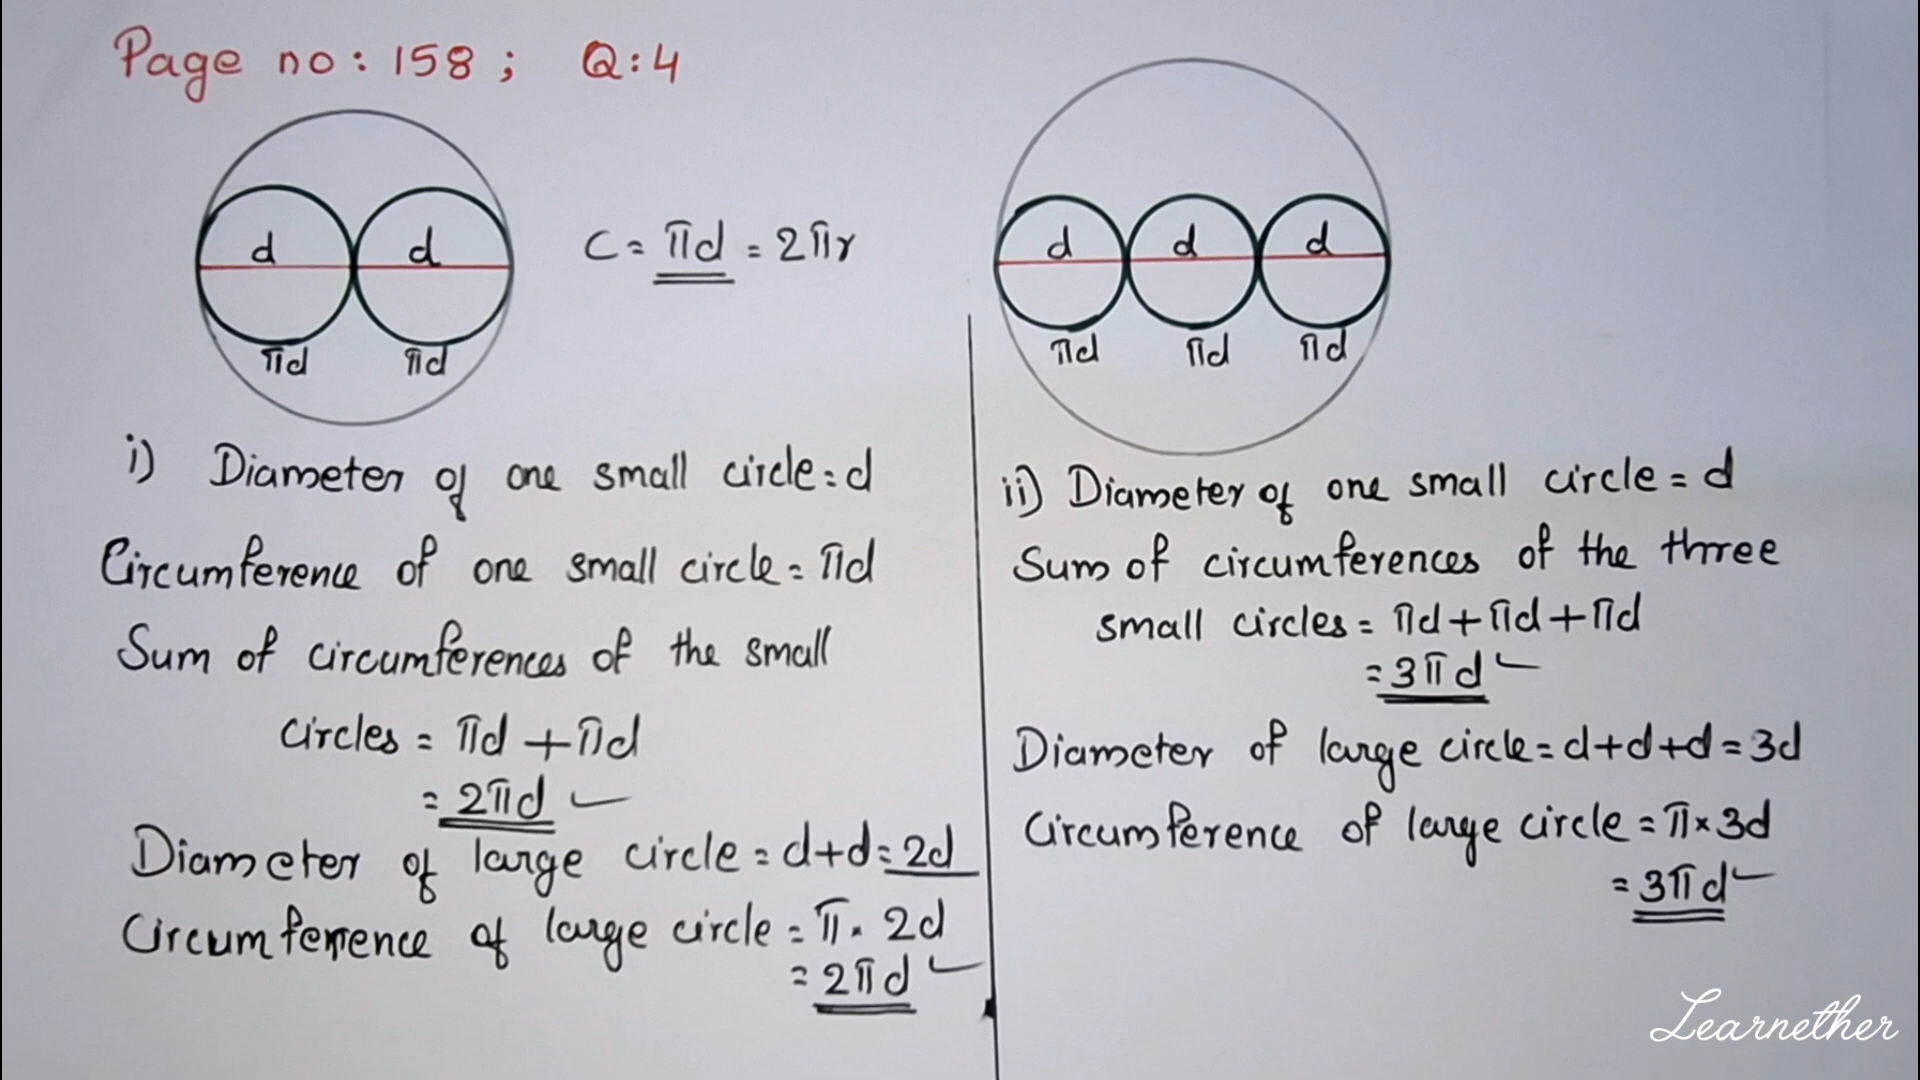 Page no: 158 ; Q:4
d d
πd πd
C = πd = 2πr
d d d
πd πd πd
i) Diameter of one small circle = d
Circumference of one small circle = πd
Sum of circumferences of the small
circles = πd + πd
= 2πd
Diameter of large circle = d+d = 2d
Circumference of large circle = π × 2d
= 2πd
ii) Diameter of one small circle = d
Sum of circumferences of the three
small circles = πd + πd + πd
= 3πd
Diameter of large circle = d+d+d = 3d
Circumference of large circle = π × 3d
= 3πd
Learnether